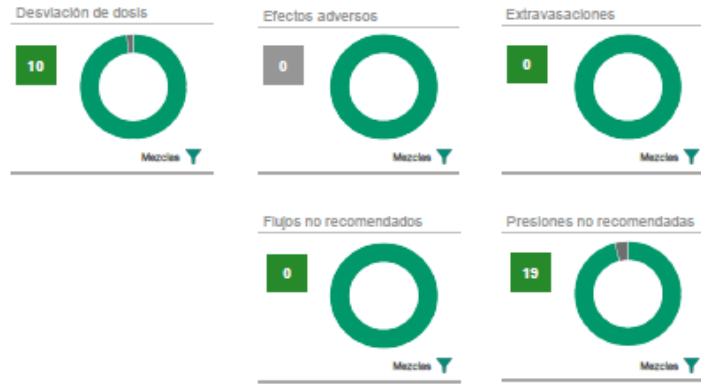 Desviación de dosis
10
Mezclas
Efectos adversos
0
Mezclas
Extravasaciones
0
Mezclas
Flujos no recomendados
0
Mezclas
Presiones no recomendadas
19
Mezclas